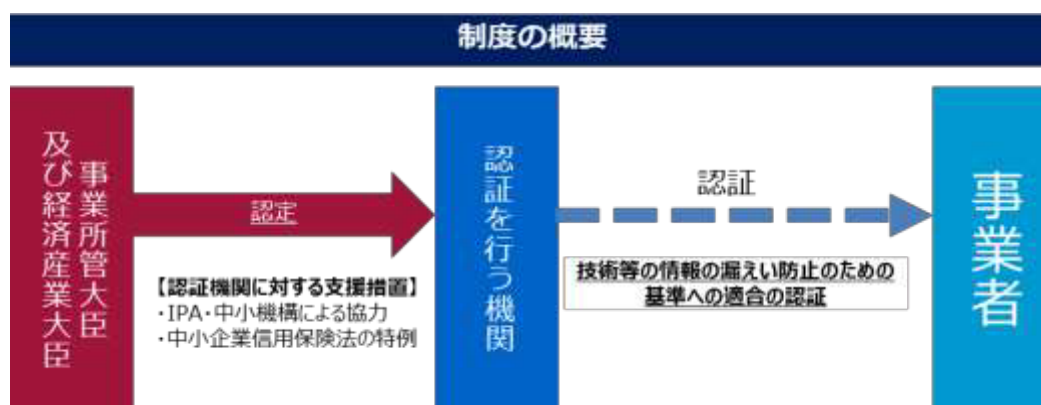 制度の概要
事業所管大臣
及び経済産業大臣
認定
【認証機関に対する支援措置】
・IPA・中小機構による協力
・中小企業信用保険法の特例
認証を行う機関
認証
技術等の情報の漏えい防止のための
基準への適合の認証
事業者